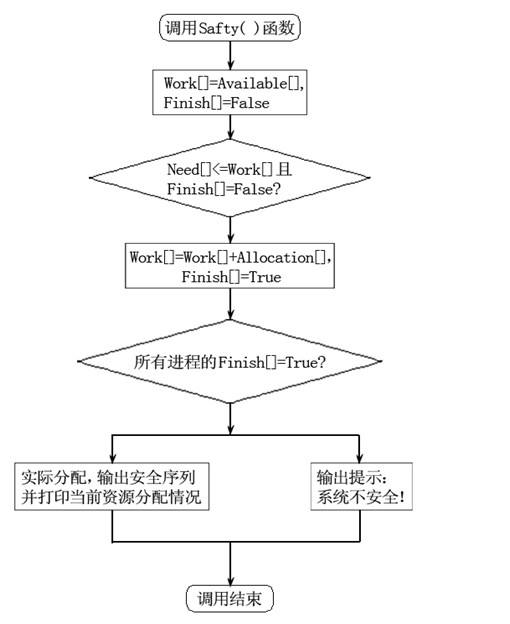 调用Safty( )函数
Work[]=Available[],
Finish[]=False
Need[]<=Work[]且
Finish[]=False?
Work[]=Work[]+Allocation[],
Finish[]=True
所有进程的Finish[]=True?
实际分配,输出安全序列
并打印当前资源分配情况
输出提示:
系统不安全!
调用结束